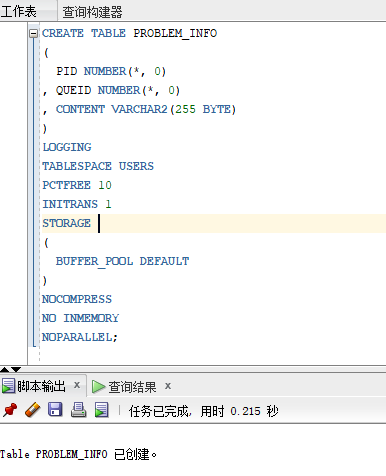 工作表 查询构建器
CREATE TABLE PROBLEM_INFO
(
PID NUMBER(*, 0)
, QUEID NUMBER(*, 0)
, CONTENT VARCHAR2(255 BYTE)
)
LOGGING
TABLESPACE USERS
PCTFREE 10
INITRANS 1
STORAGE
(
BUFFER_POOL DEFAULT
)
NOCOMPRESS
NO INMEMORY
NOPARALLEL;
脚本输出 x 查询结果 x
任务已完成，用时 0.215 秒
Table PROBLEM_INFO 已创建。